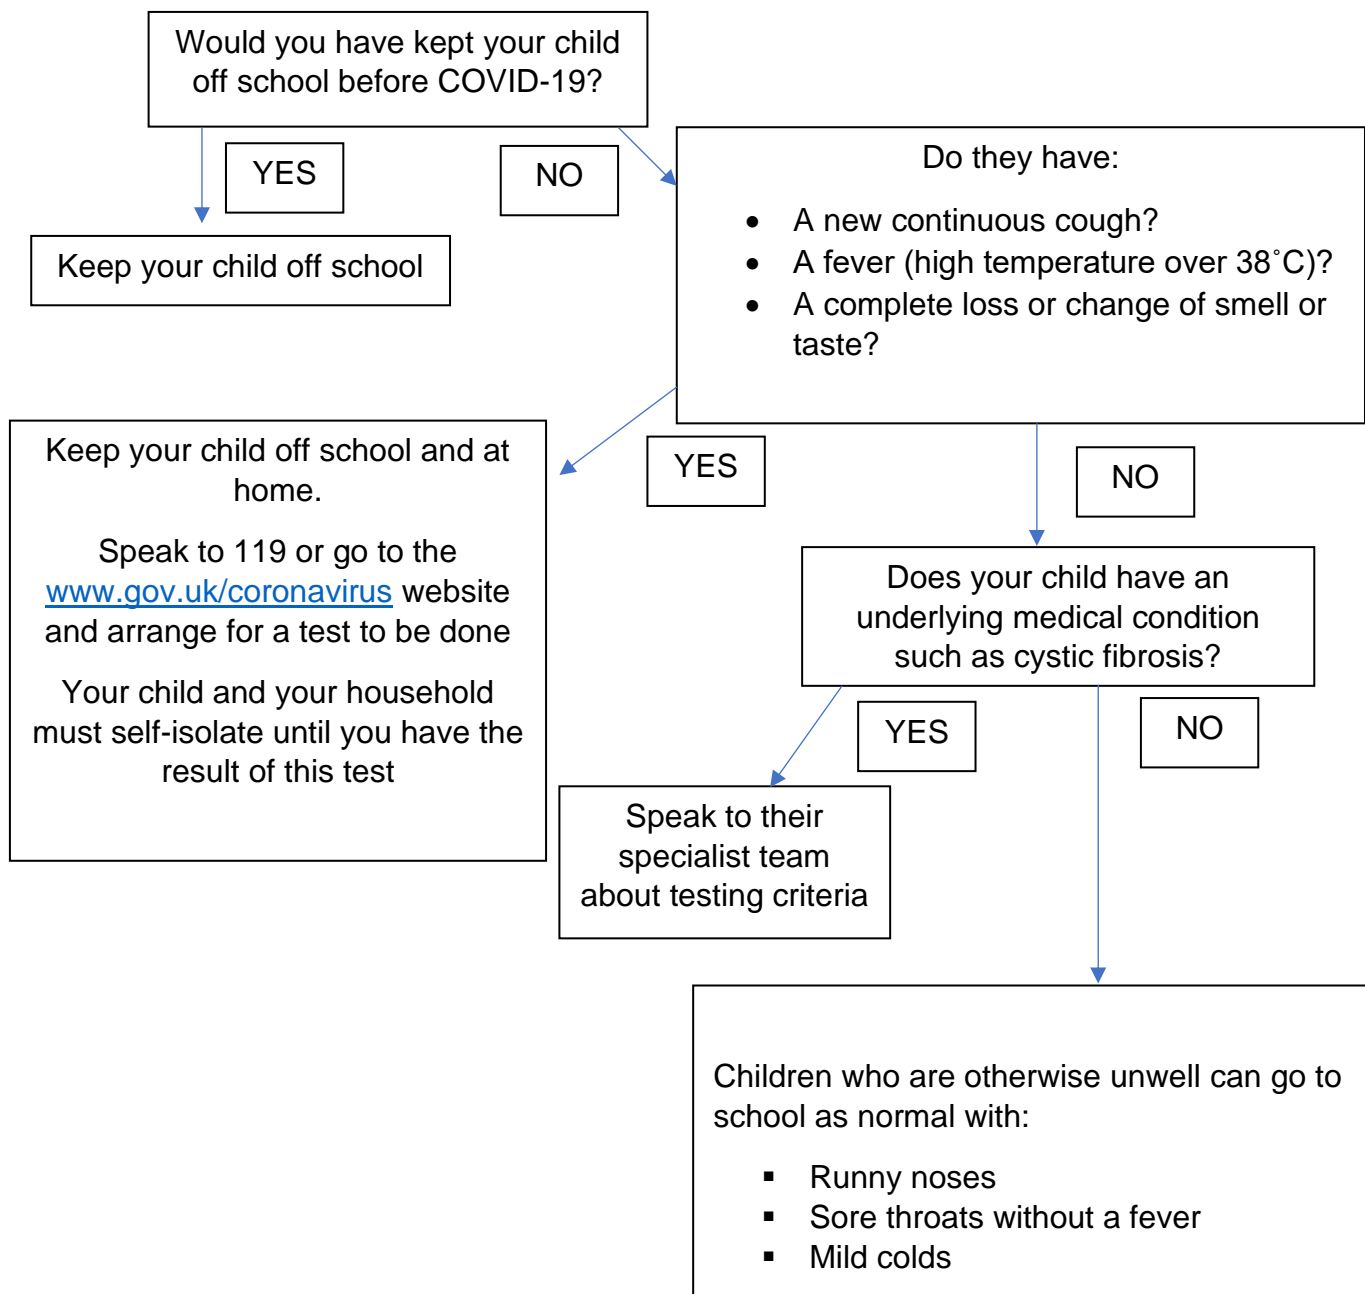 Would you have kept your child
off school before COVID-19?
YES
NO
Keep your child off school
Do they have:
• A new continuous cough?
• A fever (high temperature over 38˚C)?
• A complete loss or change of smell or
taste?
YES
NO
Keep your child off school and at
home.
Speak to 119 or go to the
www.gov.uk/coronavirus website
and arrange for a test to be done
Your child and your household
must self-isolate until you have the
result of this test
Does your child have an
underlying medical condition
such as cystic fibrosis?
YES
NO
Speak to their
specialist team
about testing criteria
Children who are otherwise unwell can go to
school as normal with:
▪ Runny noses
▪ Sore throats without a fever
▪ Mild colds